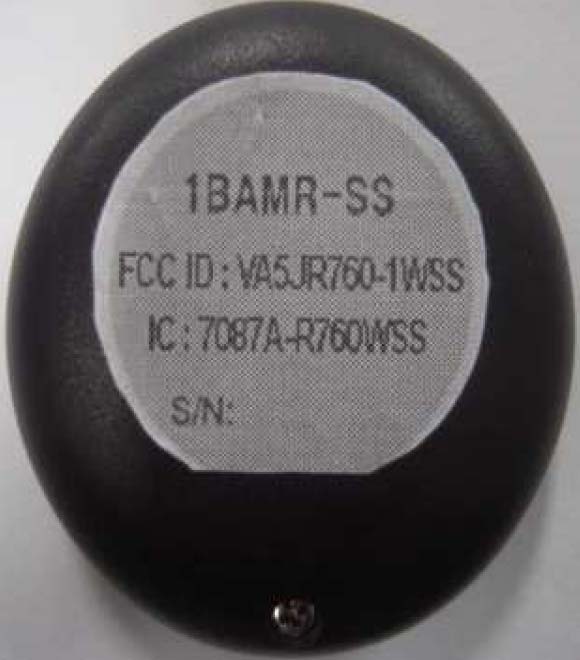 1BAMR-SS
FCC ID : VA5JR760-1WSS
IC : 7087A-R760WSS
S/N: